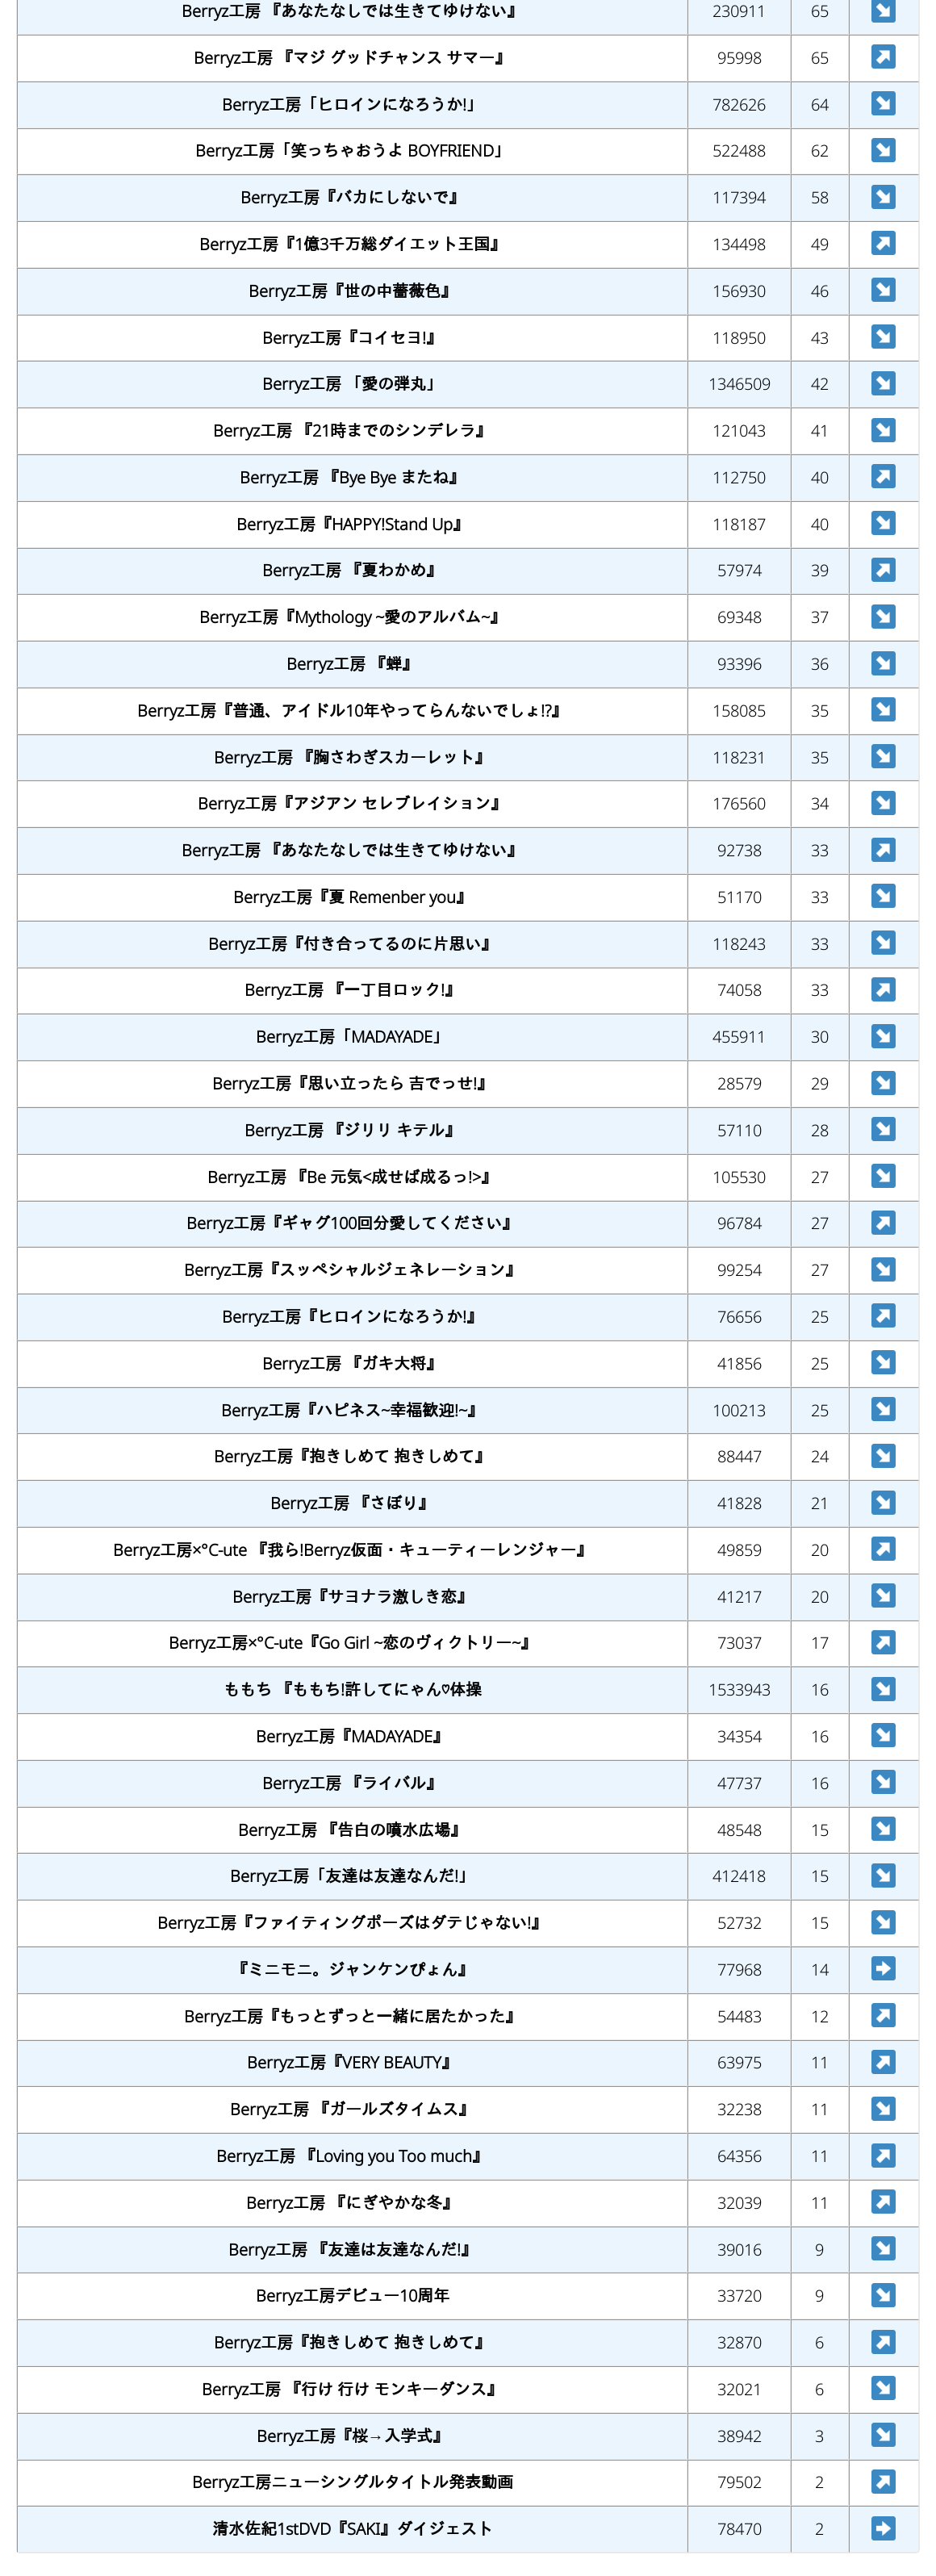 Berryz工房 『あなたなしでは生きてゆけない』 230911 65 ↘
Berryz工房 『マジ グッドチャンス サマー』 95998 65 ↗
Berryz工房「ヒロインになろうか!」 782626 64 ↘
Berryz工房「笑っちゃおうよ BOYFRIEND」 522488 62 ↘
Berryz工房『バカにしないで』 117394 58 ↘
Berryz工房『1億3千万総ダイエット王国』 134498 49 ↗
Berryz工房『世の中薔薇色』 156930 46 ↘
Berryz工房『コイセヨ!』 118950 43 ↘
Berryz工房 「愛の弾丸」 1346509 42 ↘
Berryz工房 『21時までのシンデレラ』 121043 41 ↘
Berryz工房 『Bye Bye またね』 112750 40 ↗
Berryz工房『HAPPY!Stand Up』 118187 40 ↘
Berryz工房 『夏わかめ』 57974 39 ↗
Berryz工房『Mythology ~愛のアルバム~』 69348 37 ↘
Berryz工房 『蝉』 93396 36 ↘
Berryz工房『普通、アイドル10年やってらんないでしょ!?』 158085 35 ↘
Berryz工房 『胸さわぎスカーレット』 118231 35 ↘
Berryz工房『アジアン セレブレイション』 176560 34 ↘
Berryz工房 『あなたなしでは生きてゆけない』 92738 33 ↗
Berryz工房『夏 Remenber you』 51170 33 ↘
Berryz工房『付き合ってるのに片思い』 118243 33 ↘
Berryz工房 『一丁目ロック!』 74058 33 ↗
Berryz工房「MADAYADE」 455911 30 ↘
Berryz工房『思い立ったら 吉でっせ!』 28579 29 ↘
Berryz工房 『ジリリ キテル』 57110 28 ↘
Berryz工房 『Be 元気<成せば成るっ!>』 105530 27 ↘
Berryz工房『ギャグ100回分愛してください』 96784 27 ↗
Berryz工房『スッペシャルジェネレーション』 99254 27 ↘
Berryz工房『ヒロインになろうか!』 76656 25 ↗
Berryz工房 『ガキ大将』 41856 25 ↘
Berryz工房『ハピネス~幸福歓迎!~』 100213 25 ↘
Berryz工房『抱きしめて 抱きしめて』 88447 24 ↘
Berryz工房 『さぼり』 41828 21 ↘
Berryz工房×°C-ute 『我ら!Berryz仮面・キューティーレンジャー』 49859 20 ↗
Berryz工房『サヨナラ激しき恋』 41217 20 ↘
Berryz工房×°C-ute『Go Girl ~恋のヴィクトリー~』 73037 17 ↗
ももち 『ももち!許してにゃん♡体操 1533943 16 ↘
Berryz工房『MADAYADE』 34354 16 ↘
Berryz工房 『ライバル』 47737 16 ↘
Berryz工房 『告白の噴水広場』 48548 15 ↘
Berryz工房「友達は友達なんだ!」 412418 15 ↘
Berryz工房『ファイティングポーズはダテじゃない!』 52732 15 ↘
『ミニモニ。ジャンケンぴょん』 77968 14 ➡
Berryz工房『もっとずっと一緒に居たかった』 54483 12 ↗
Berryz工房『VERY BEAUTY』 63975 11 ↗
Berryz工房 『ガールズタイムス』 32238 11 ↘
Berryz工房 『Loving you Too much』 64356 11 ↗
Berryz工房 『にぎやかな冬』 32039 11 ↗
Berryz工房 『友達は友達なんだ!』 39016 9 ↘
Berryz工房デビュー10周年 33720 9 ↘
Berryz工房『抱きしめて 抱きしめて』 32870 6 ↗
Berryz工房 『行け 行け モンキーダンス』 32021 6 ↘
Berryz工房『桜→入学式』 38942 3 ↘
Berryz工房ニューシングルタイトル発表動画 79502 2 ↗
清水佐紀1stDVD『SAKI』ダイジェスト 78470 2 ➡